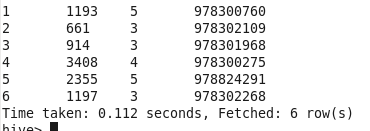 1 1193 5 978300760
2 661 3 978302109
3 914 3 978301968
4 3408 4 978300275
5 2355 5 978824291
6 1197 3 978302268
Time taken: 0.112 seconds, Fetched: 6 row(s)
hive>